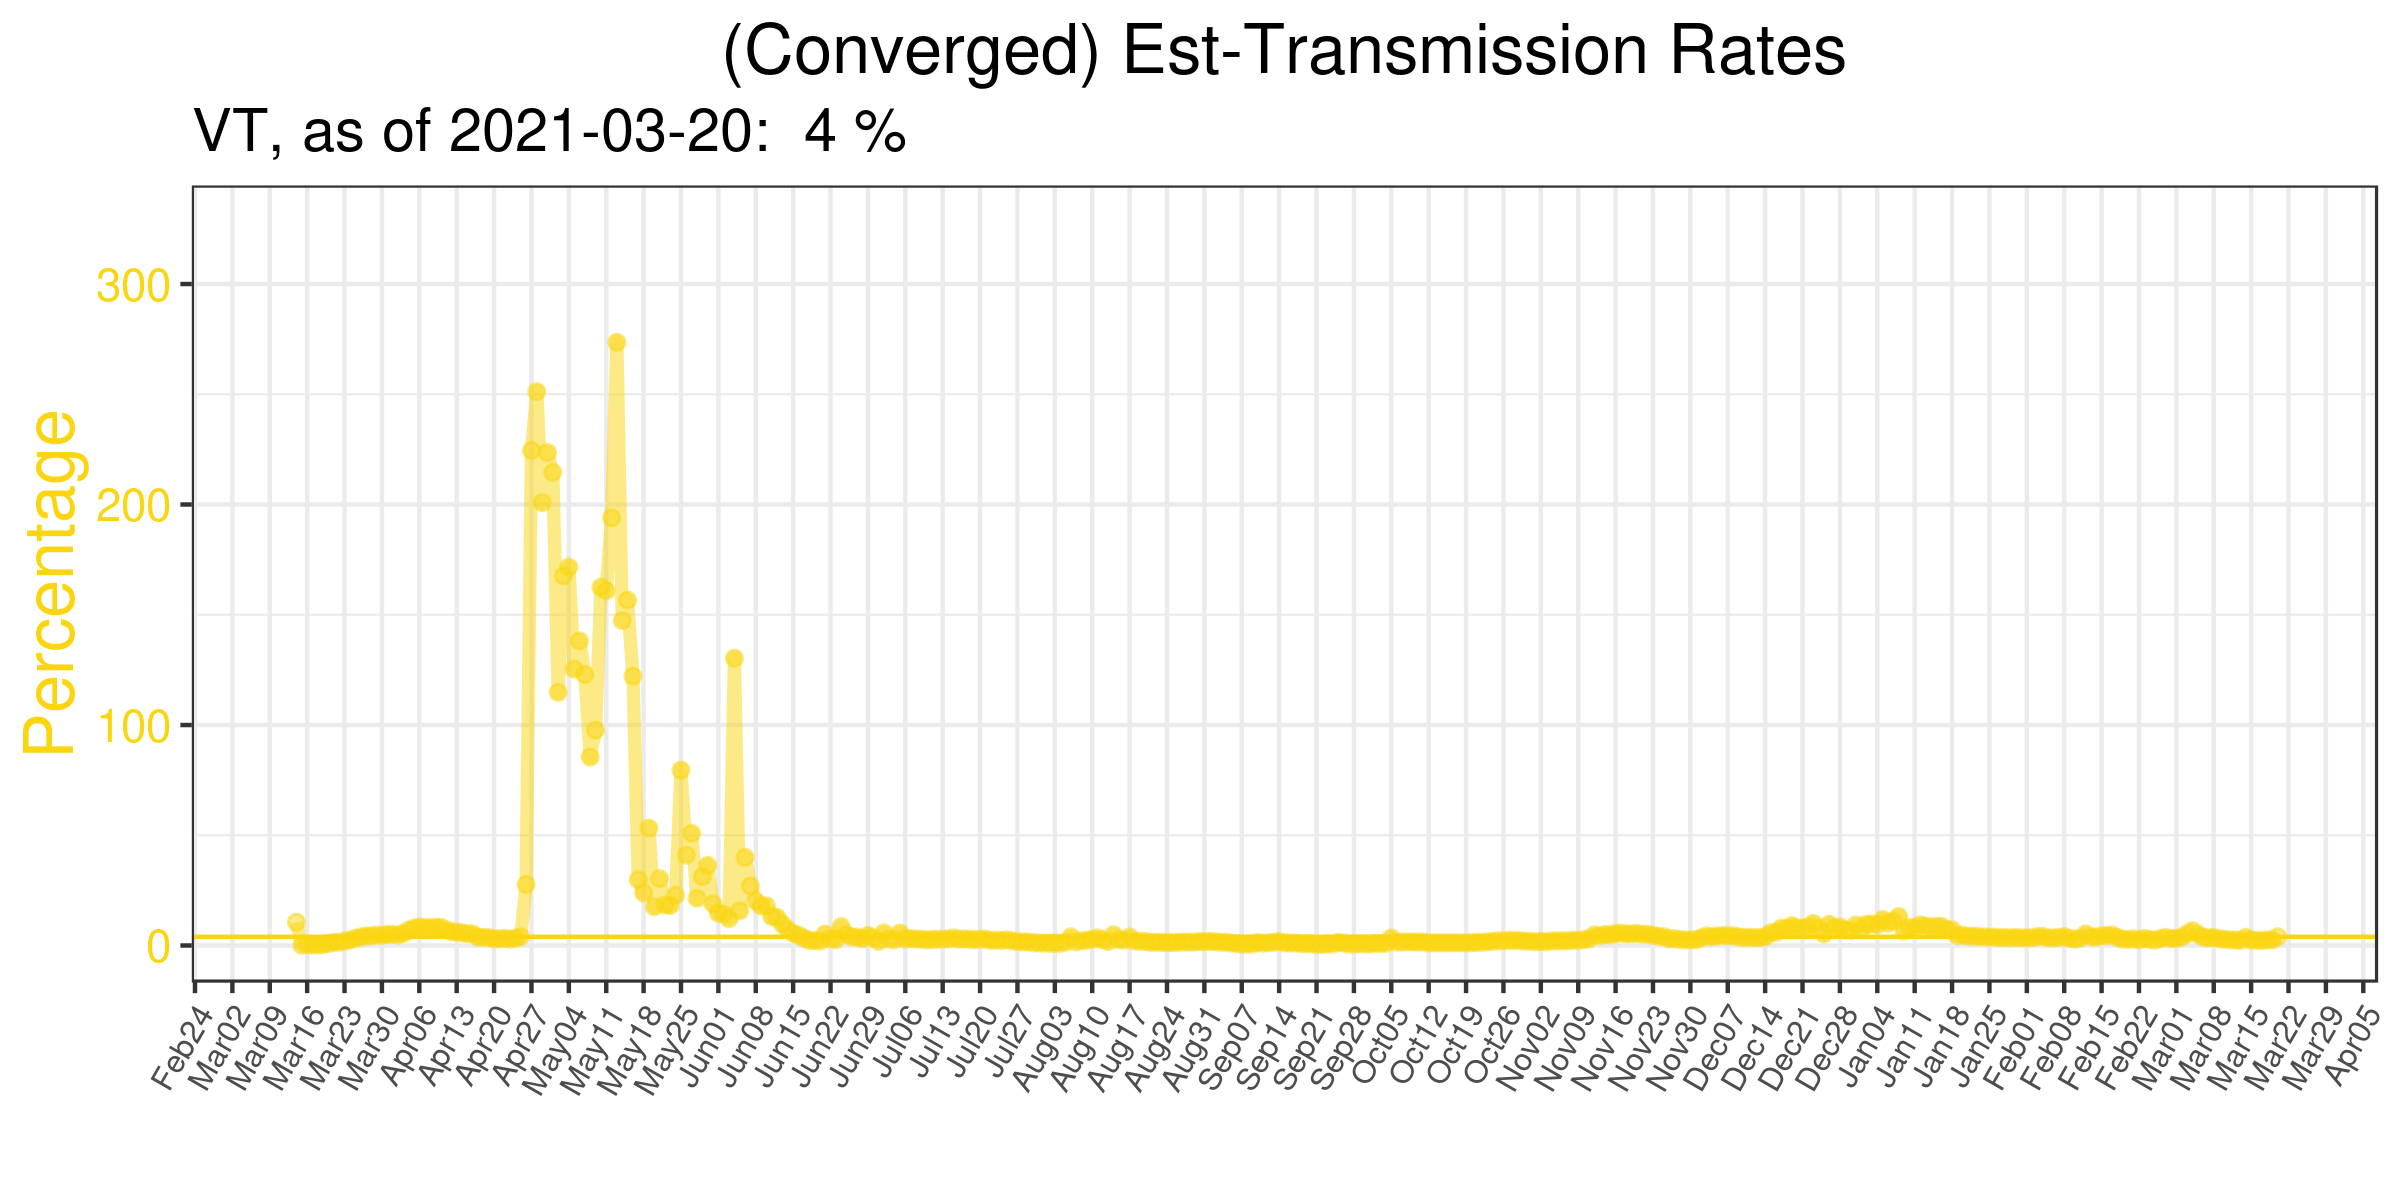 (Converged) Est-Transmission Rates
VT, as of 2021-03-20:  4 %
Percentage
300
200
100
0
Feb24
Mar02
Mar09
Mar16
Mar23
Mar30
Apr06
Apr13
Apr20
Apr27
May04
May11
May18
May25
Jun01
Jun08
Jun15
Jun22
Jun29
Jul06
Jul13
Jul20
Jul27
Aug03
Aug10
Aug17
Aug24
Aug31
Sep07
Sep14
Sep21
Sep28
Oct05
Oct12
Oct19
Oct26
Nov02
Nov09
Nov16
Nov23
Nov30
Dec07
Dec14
Dec21
Dec28
Jan04
Jan11
Jan18
Jan25
Feb01
Feb08
Feb15
Feb22
Mar01
Mar08
Mar15
Mar22
Mar29
Apr05